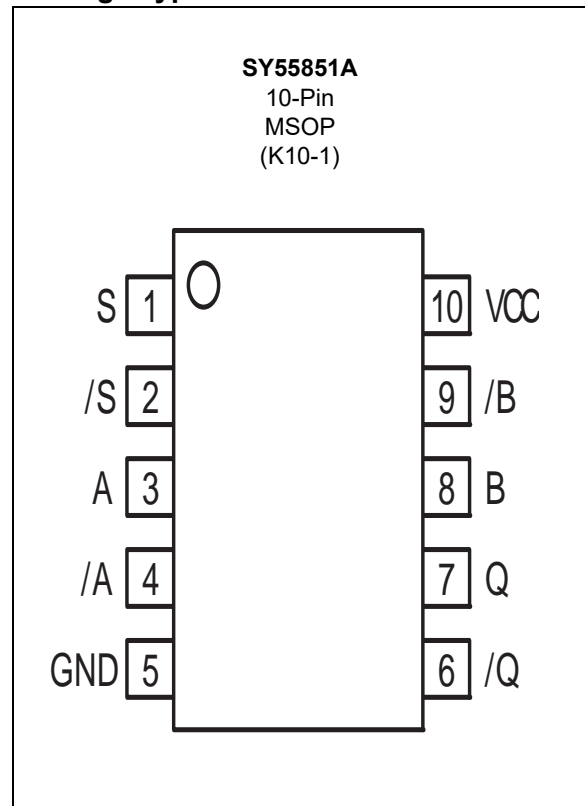 SY55851A
10-Pin
MSOP
(K10-1)
S 1
10 VCC
/S 2
9 /B
A 3
8 B
/A 4
7 Q
GND 5
6 /Q